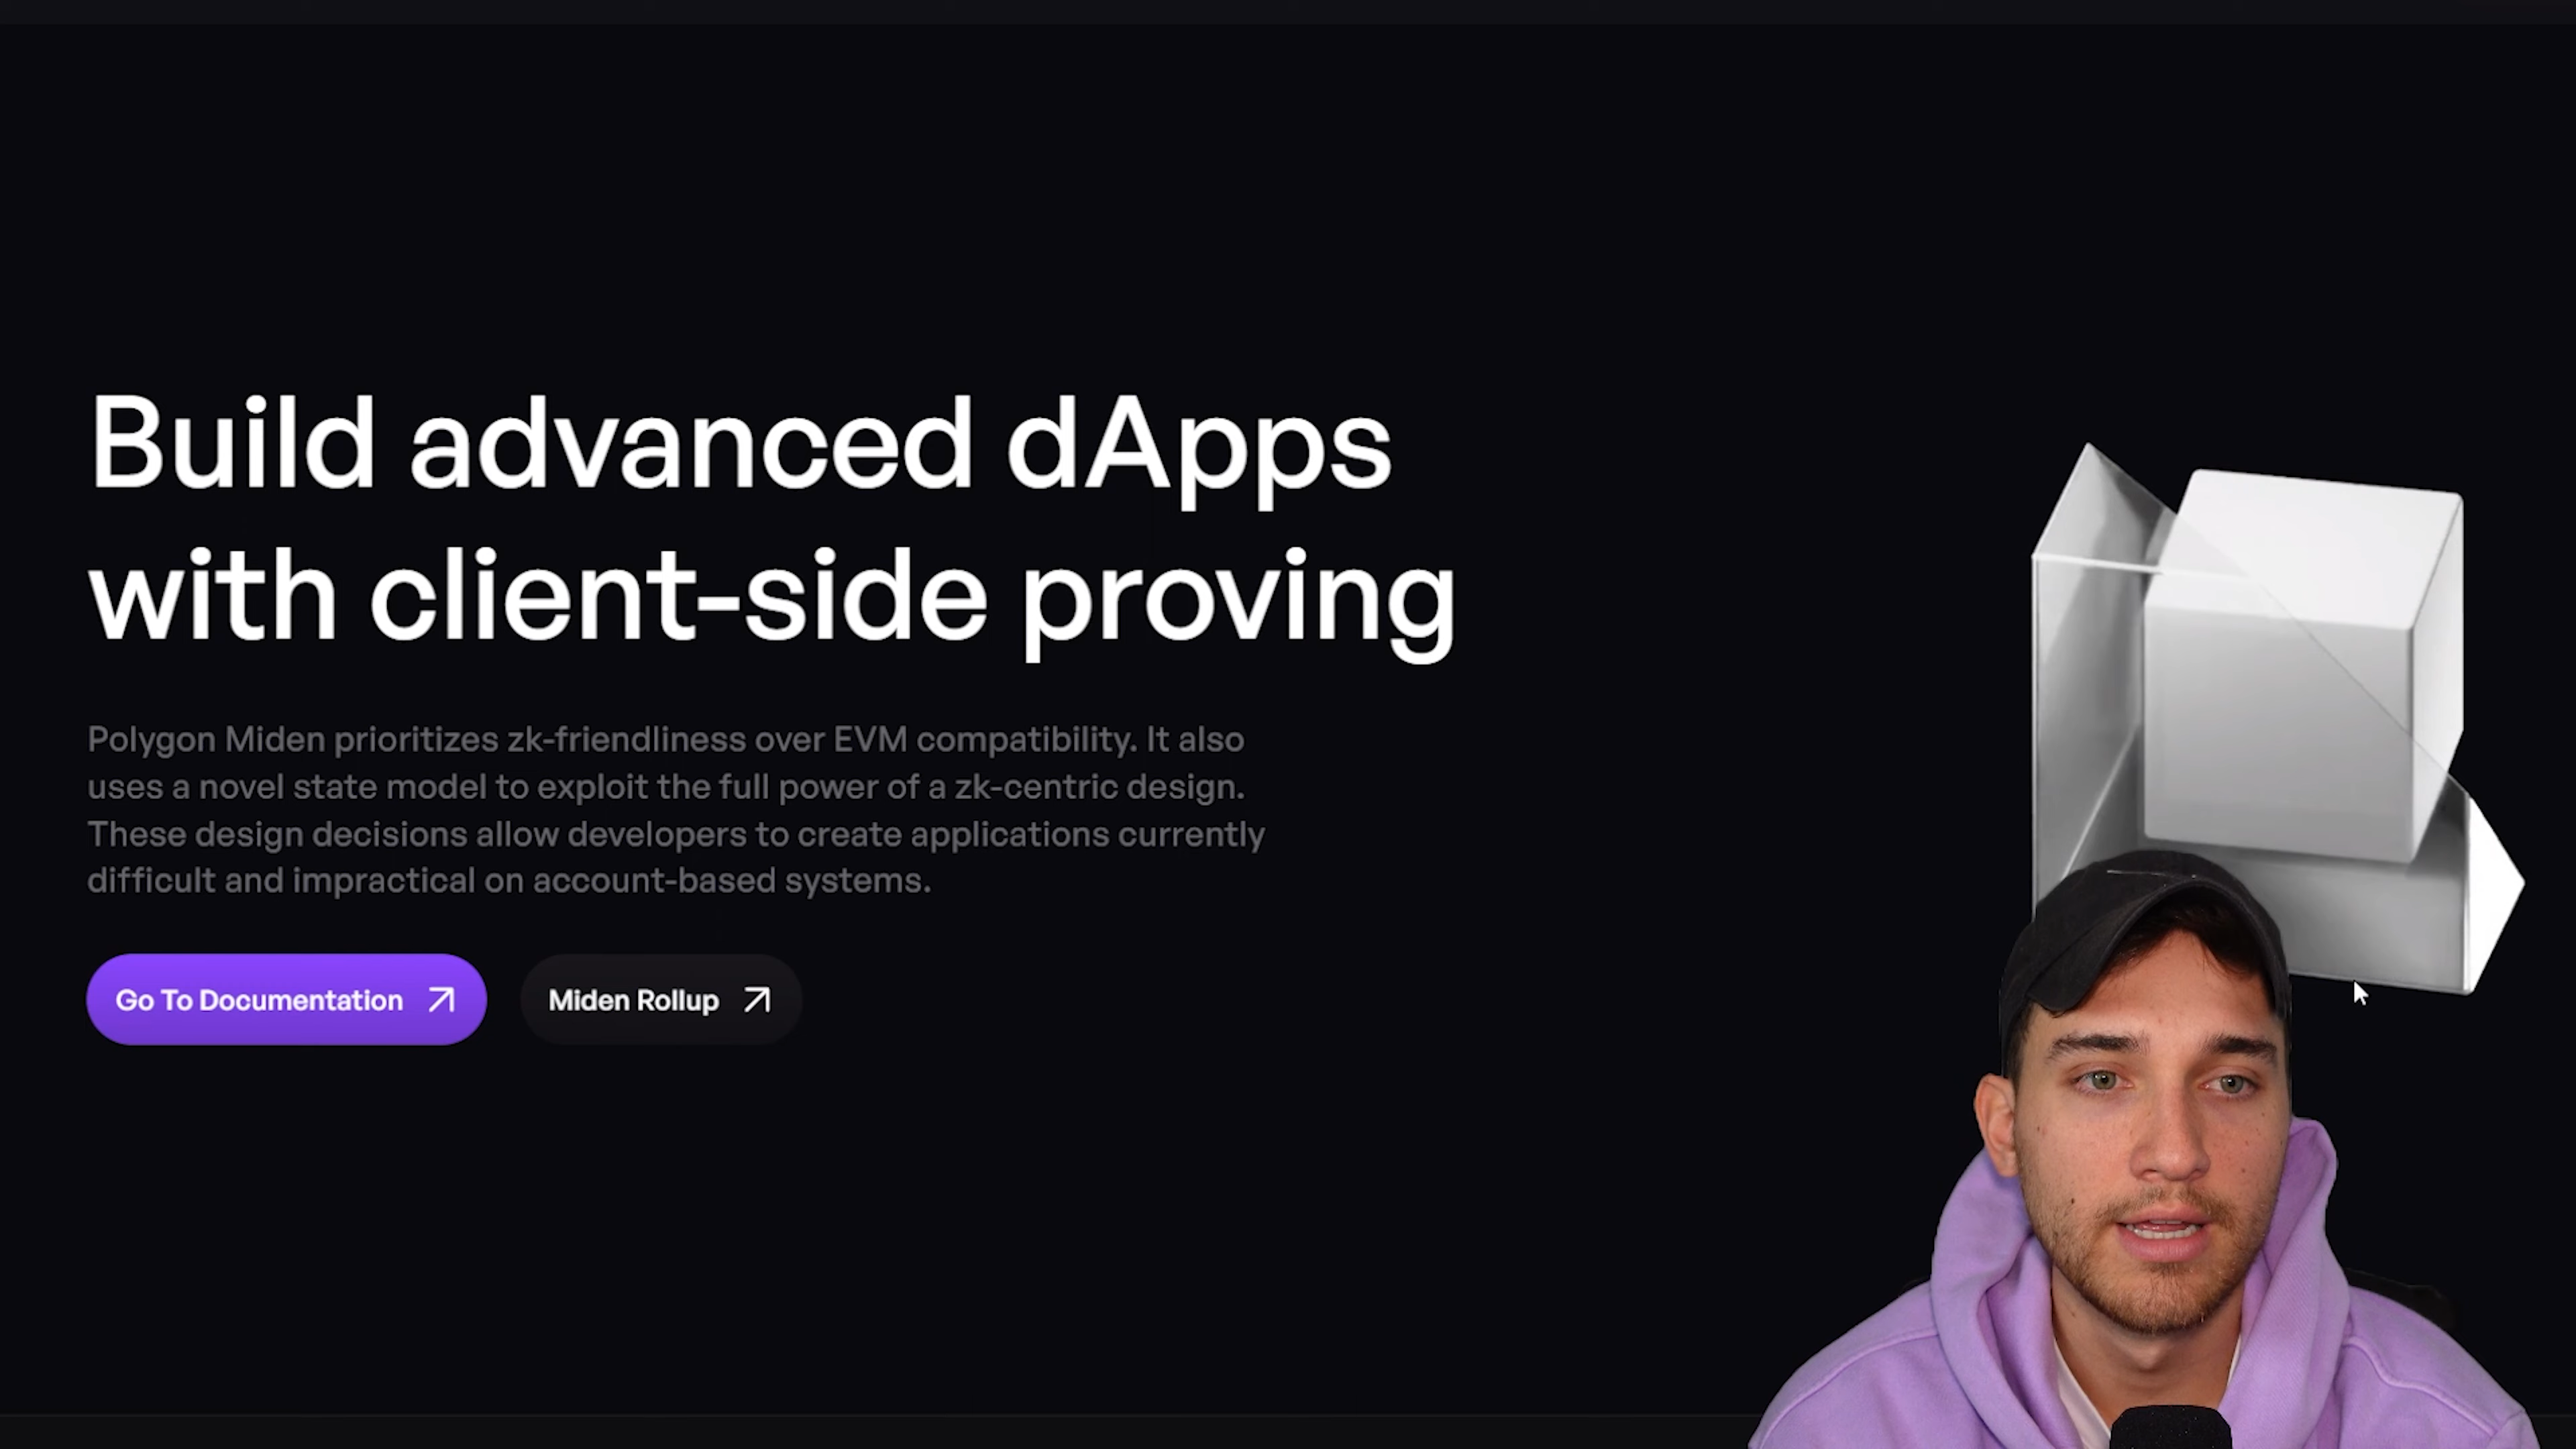 Build advanced dApps
with client-side proving
Polygon Miden prioritizes zk-friendliness over EVM compatibility. It also
uses a novel state model to exploit the full power of a zk-centric design.
These design decisions allow developers to create applications currently
difficult and impractical on account-based systems.
Go To Documentation
Miden Rollup